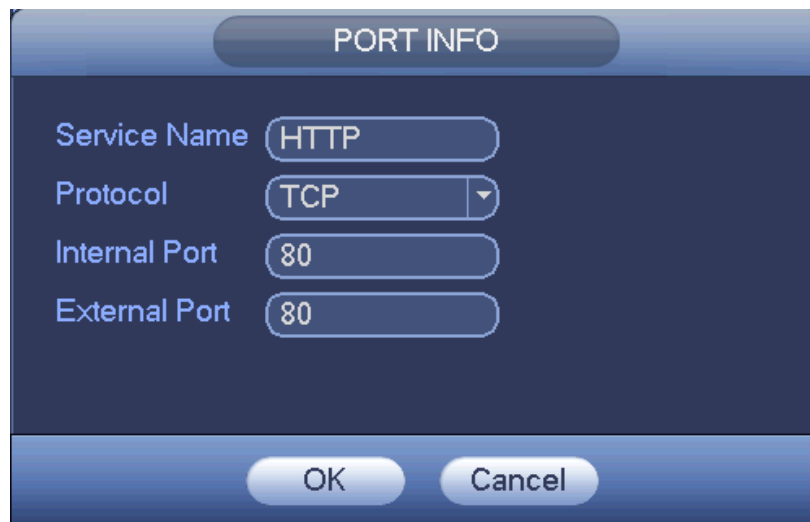 PORT INFO
Service Name HTTP
Protocol TCP
Internal Port 80
External Port 80
OK Cancel